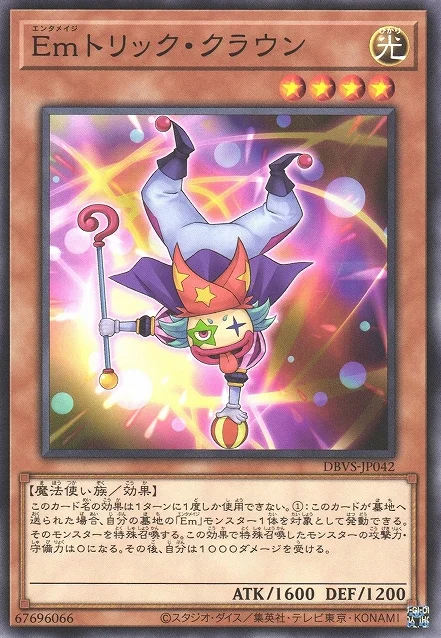 エンタメイジ
Emトリック・クラウン
ひかり
光
DBVS-JP042
【魔法使い族／効果】
このカード名の効果は1ターンに1度しか使用できない。①：このカードが墓地へ
送られた場合、自分の墓地の「Em」モンスター1体を対象として発動できる。
そのモンスターを特殊召喚する。この効果で特殊召喚したモンスターの攻撃力・
守備力は0になる。その後、自分は1000ダメージを受ける。
ATK/1600 DEF/1200
67696066
©スタジオ・ダイス／集英社・テレビ東京・KONAMI